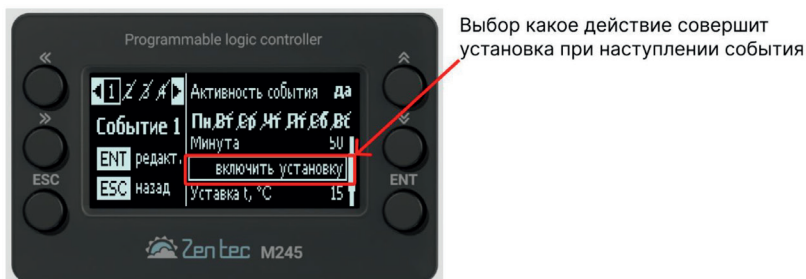 Выбор какое действие совершит
установка при наступлении события
Programmable logic controller
«
»
ESC
ENT
1 2 3 4
Событие 1
ENT редакт.
ESC назад
Активность события да
Пн,Вт,Ср,Чт,Пт,Сб,Вс
Минута 50
включить установку
Уставка t, °C 15
Zentec M245